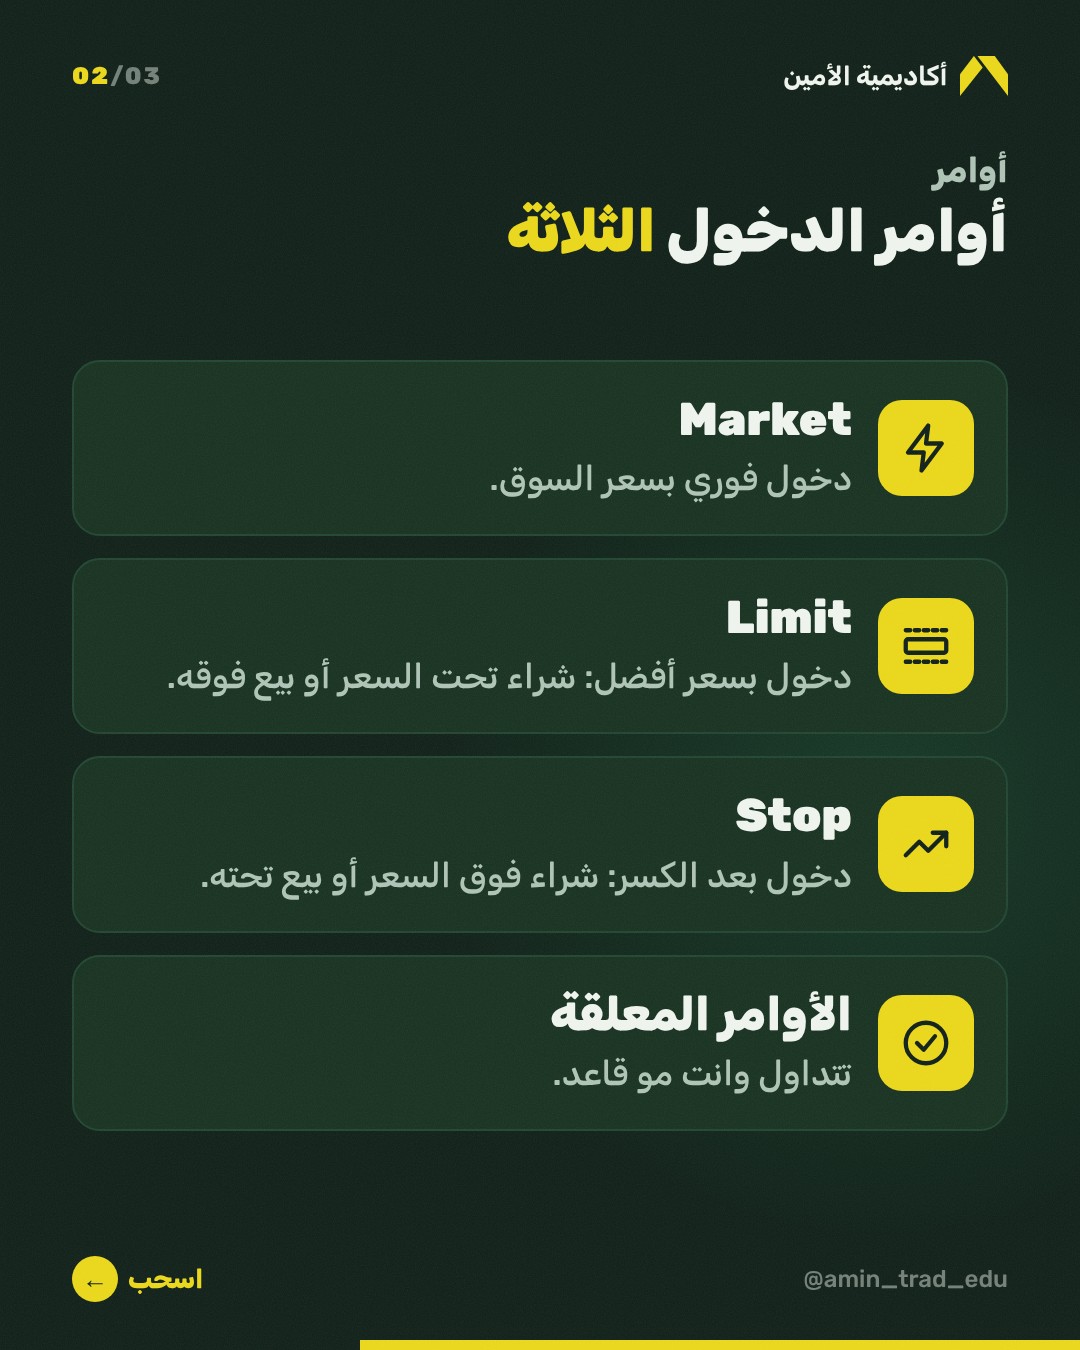 أكاديمية الأمين
02/03
أوامر
أوامر الدخول الثلاثة
Market
دخول فوري بسعر السوق.
Limit
دخول بسعر أفضل: شراء تحت السعر أو بيع فوقه.
Stop
دخول بعد الكسر: شراء فوق السعر أو بيع تحته.
الأوامر المعلقة
تتداول وانت مو قاعد.
@amin_trad_edu
اسحب ←